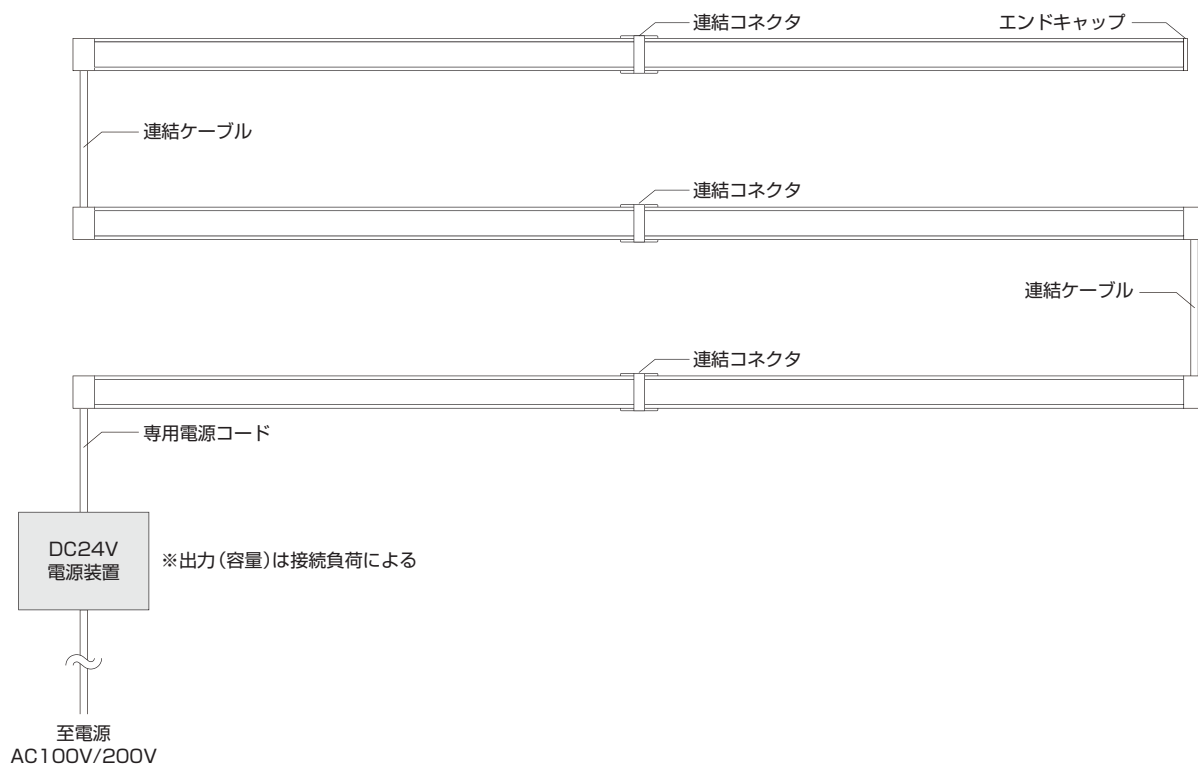 連結コネクタ
エンドキャップ
連結ケーブル
連結コネクタ
連結ケーブル
連結コネクタ
専用電源コード
DC24V
電源装置
※出力(容量)は接続負荷による
至電源
AC100V/200V